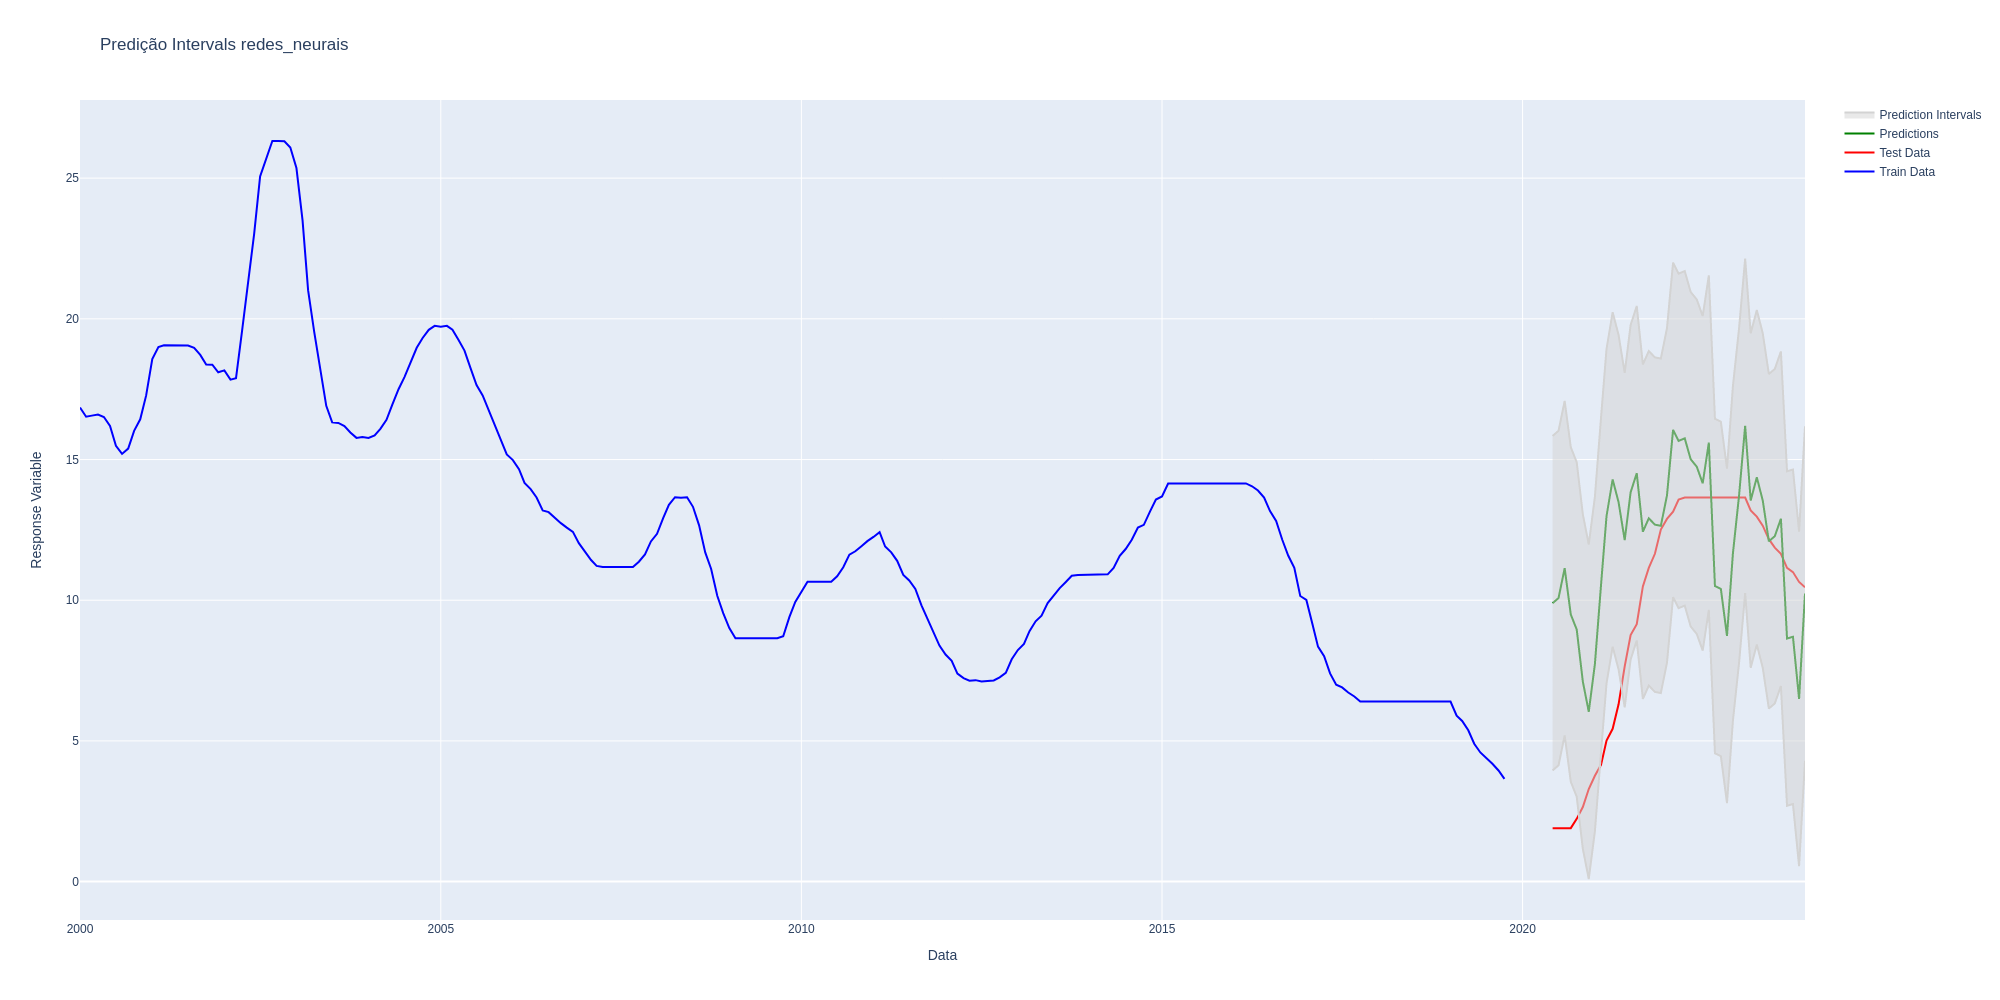 Predição Intervals redes_neurais
Prediction Intervals
Predictions
Test Data
Train Data
Response Variable
25
20
15
10
5
0
2000
2005
2010
2015
2020
Data